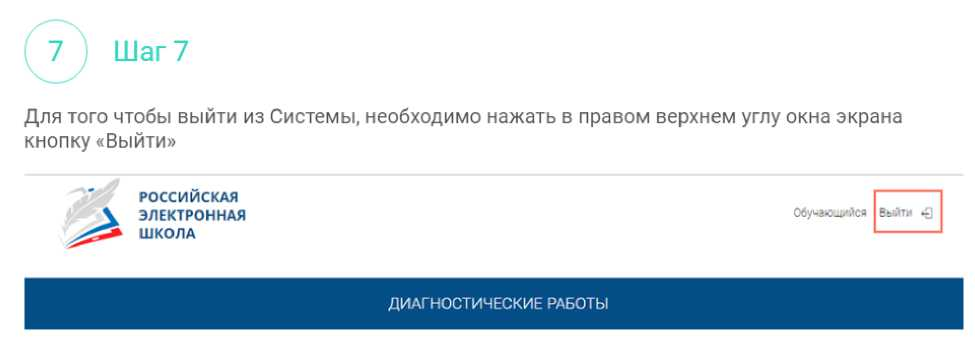 7 Шаг 7
Для того чтобы выйти из Системы, необходимо нажать в правом верхнем углу окна экрана
кнопку «Выйти»
РОССИЙСКАЯ
ЭЛЕКТРОННАЯ
ШКОЛА
Обучающийся Выйти
ДИАГНОСТИЧЕСКИЕ РАБОТЫ